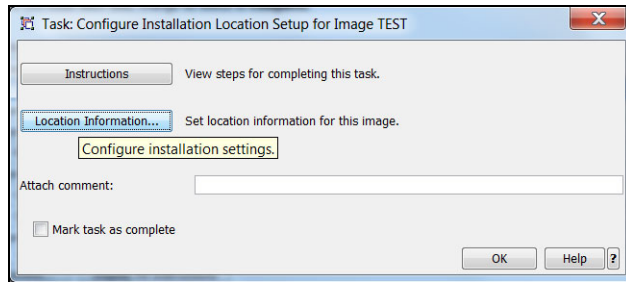 Task: Configure Installation Location Setup for Image TEST
X
Instructions View steps for completing this task.
Location Information... Set location information for this image.
Configure installation settings.
Attach comment:
Mark task as complete
OK Help ?